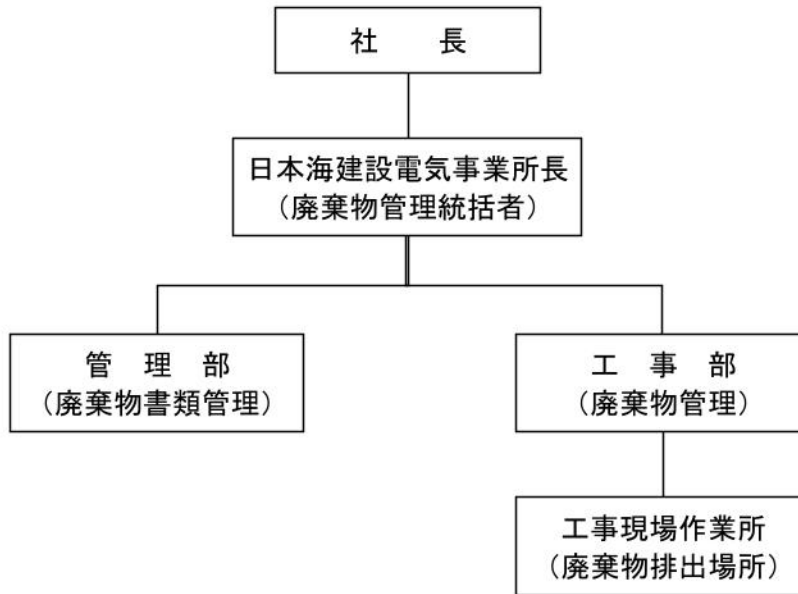 社　　長
日本海建設電気事業所長
（廃棄物管理統括者）
管　理　部
（廃棄物書類管理）
工　事　部
（廃棄物管理）
工事現場作業所
（廃棄物排出場所）